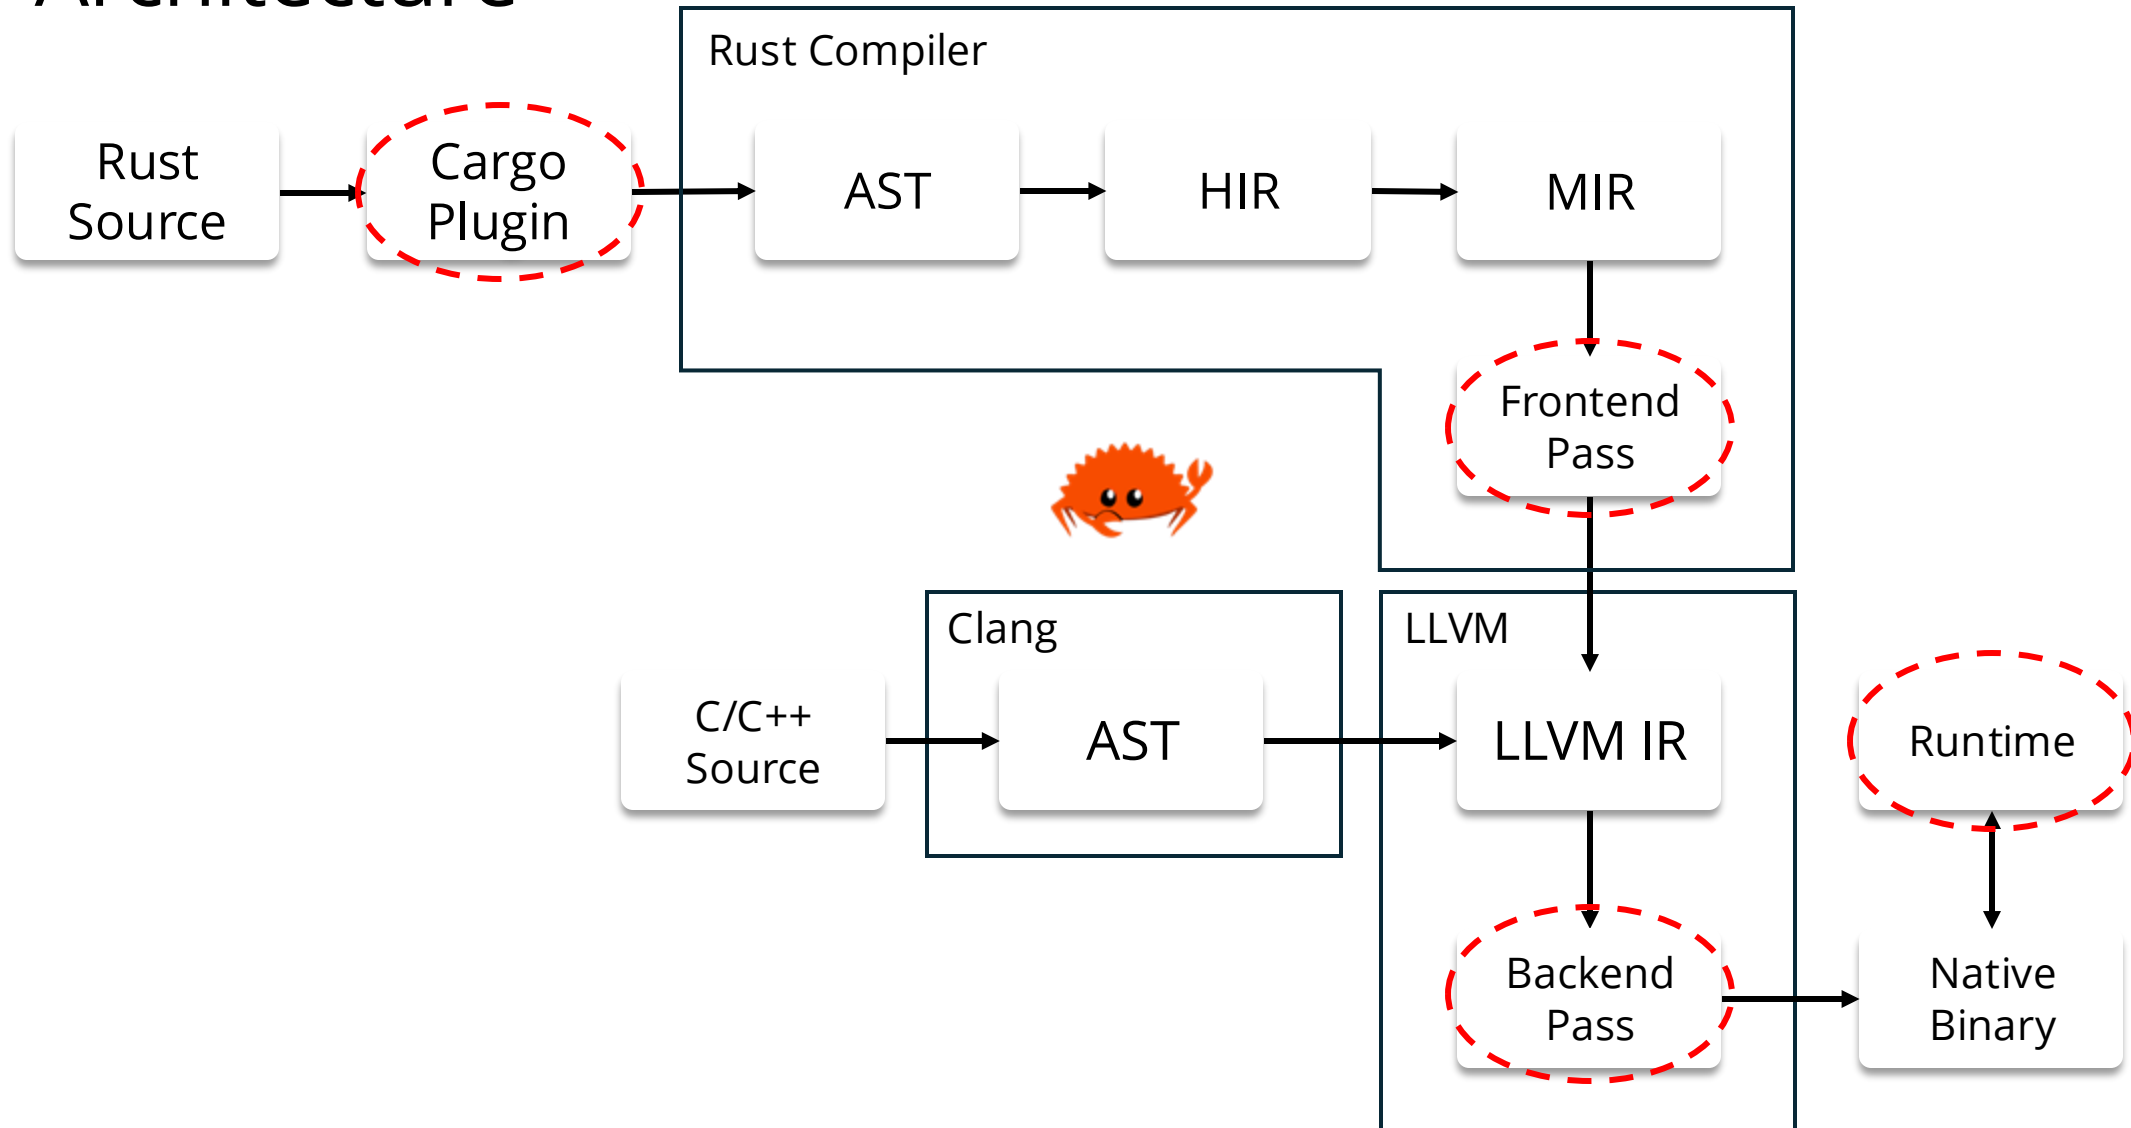 Architecture
Rust Compiler
Rust
Source
Cargo
Plugin
AST
HIR
MIR
Frontend
Pass
Clang
LLVM
C/C++
Source
AST
LLVM IR
Runtime
Backend
Pass
Native
Binary